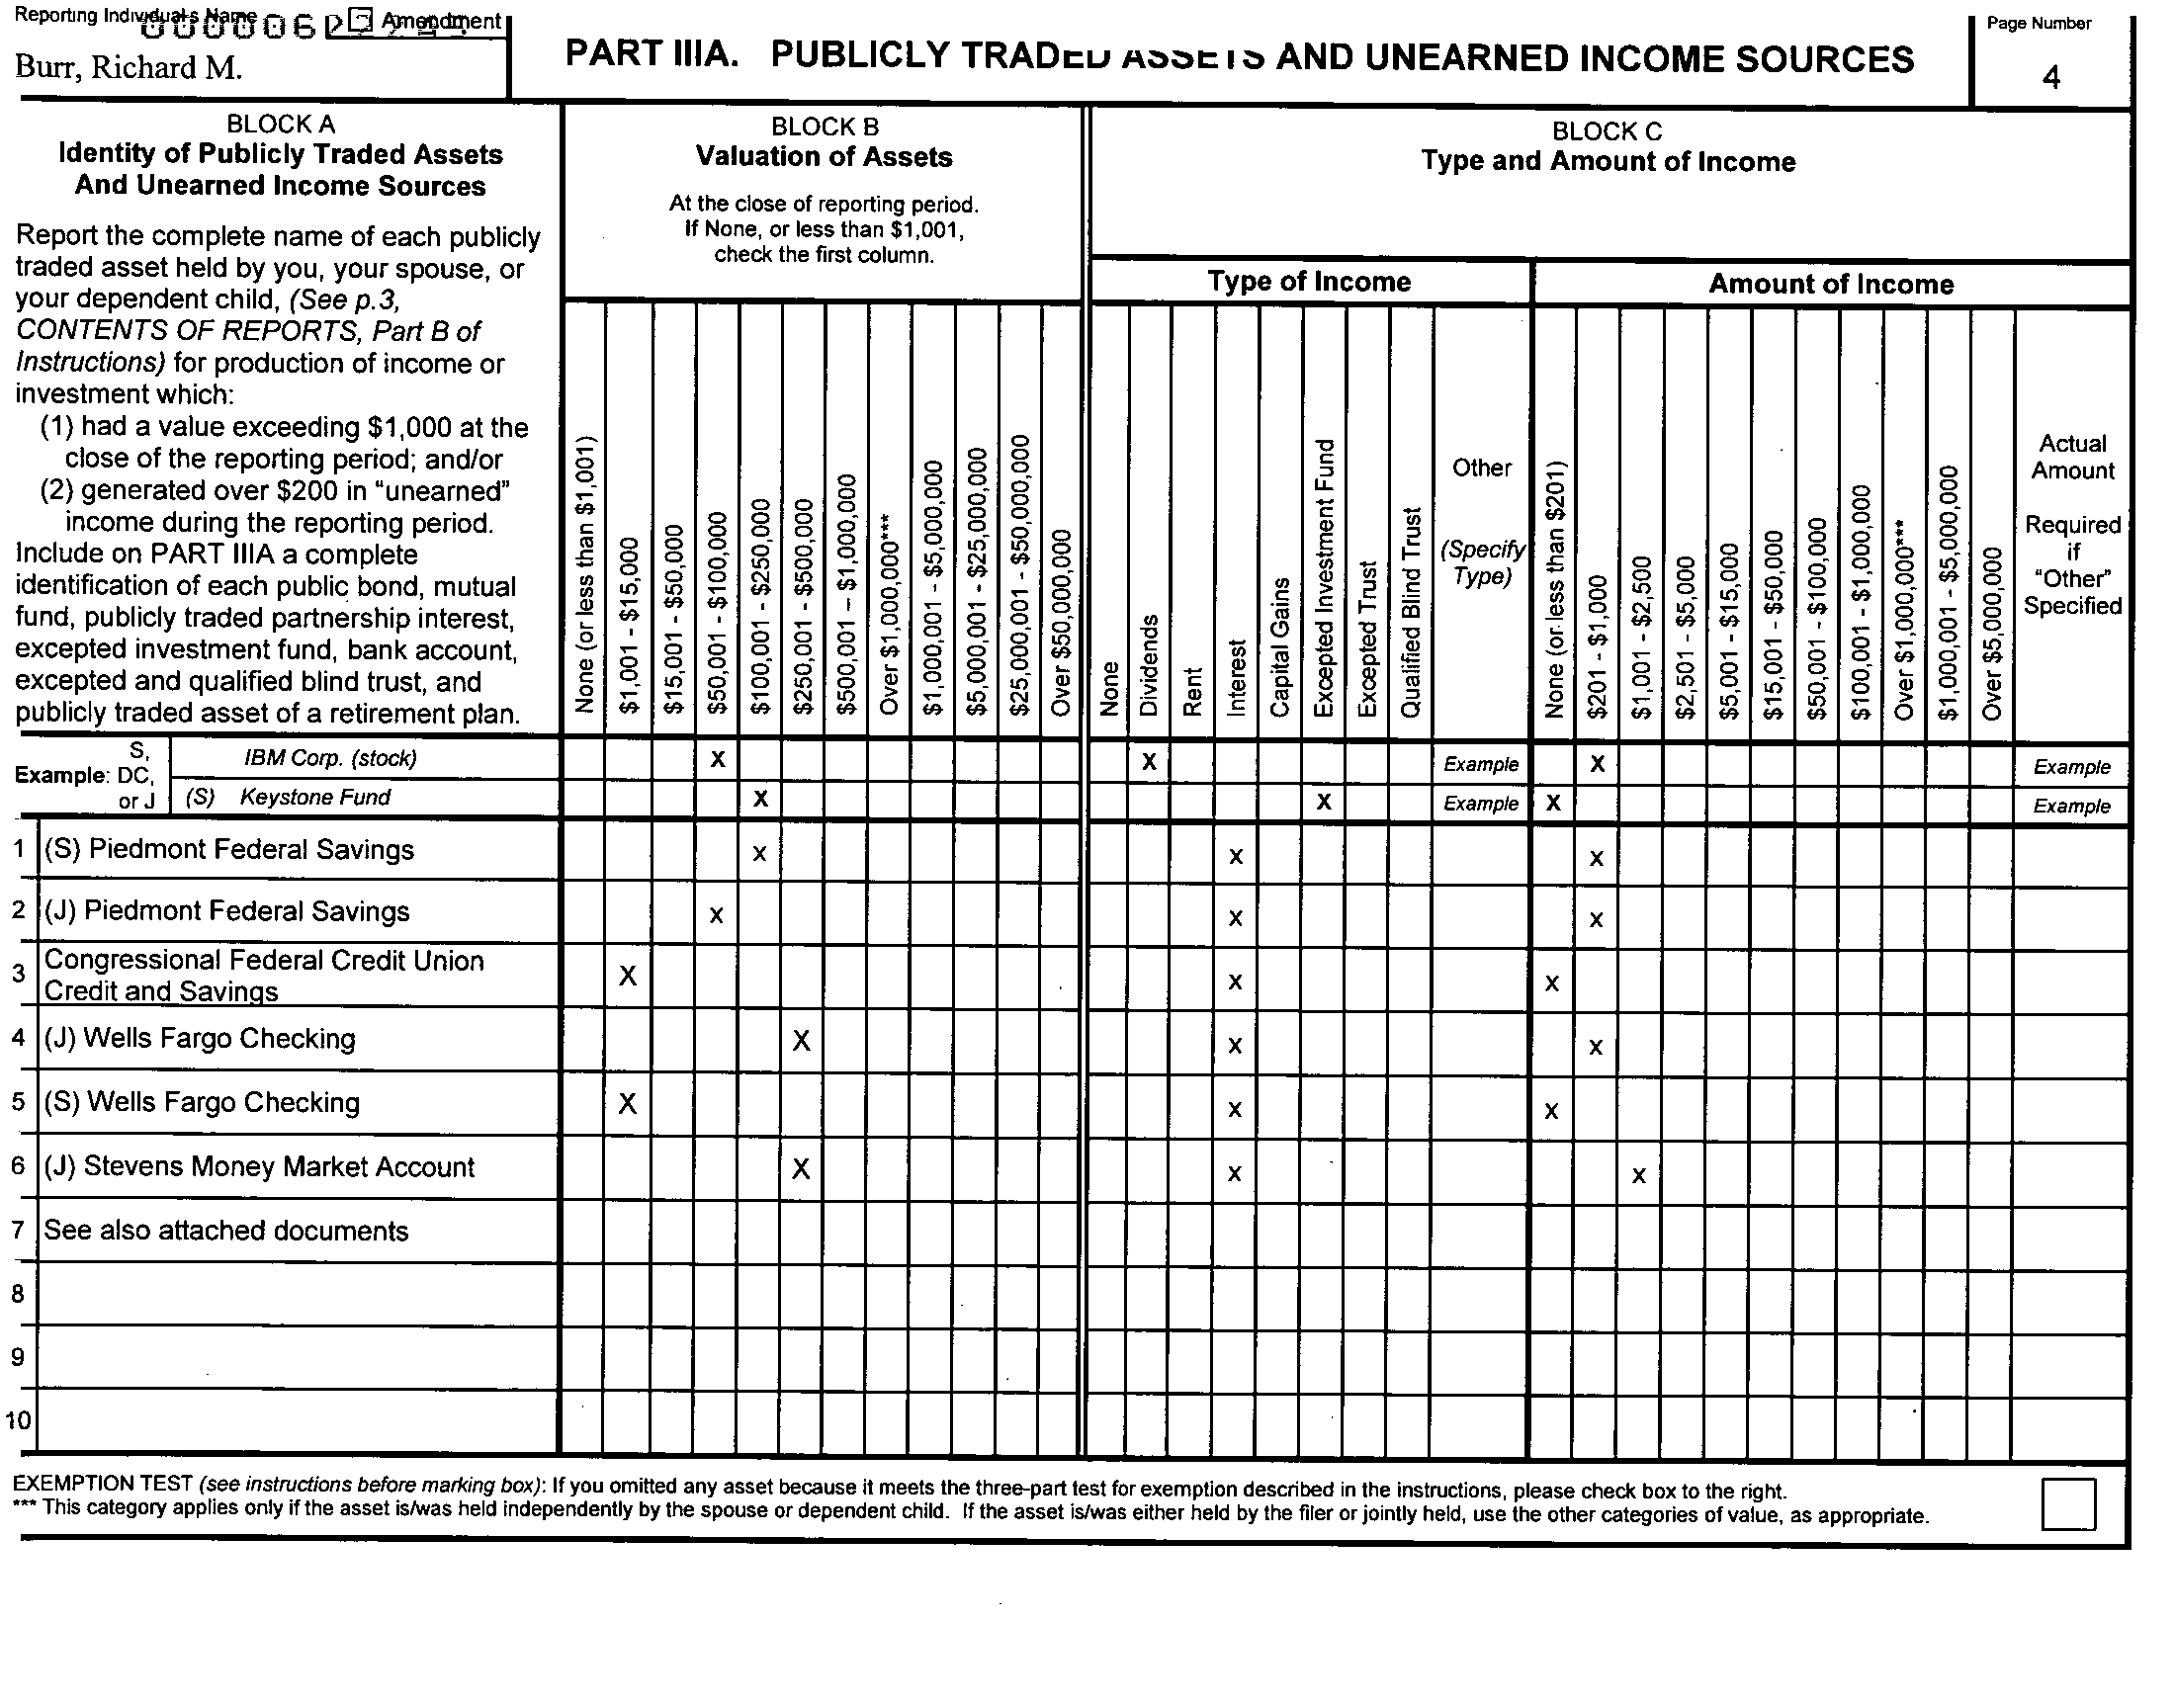 Reporting Individuals Name
Amendment
Burr, Richard M.
PART IIIA. PUBLICLY TRADED ASSETS AND UNEARNED INCOME SOURCES
Page Number
4
BLOCK A
Identity of Publicly Traded Assets
And Unearned Income Sources
Report the complete name of each publicly
traded asset held by you, your spouse, or
your dependent child, (See p.3,
CONTENTS OF REPORTS, Part B of
Instructions) for production of income or
investment which:
(1) had a value exceeding $1,000 at the
close of the reporting period; and/or
(2) generated over $200 in "unearned"
income during the reporting period.
Include on PART IIIA a complete
identification of each public bond, mutual
fund, publicly traded partnership interest,
excepted investment fund, bank account,
excepted and qualified blind trust, and
publicly traded asset of a retirement plan.
BLOCK B
Valuation of Assets
At the close of reporting period.
If None, or less than $1,001,
check the first column.
None (or less than $1,001)
$1,001 - $15,000
$15,001 - $50,000
$50,001 - $100,000
$100,001 - $250,000
$250,001 - $500,000
$500,001 – $1,000,000
Over $1,000,000***
$1,000,001 - $5,000,000
$5,000,001 - $25,000,000
$25,000,001 - $50,000,000
Over $50,000,000
BLOCK C
Type and Amount of Income
Type of Income
None
Dividends
Rent
Interest
Capital Gains
Excepted Investment Fund
Excepted Trust
Qualified Blind Trust
Other
(Specify
Type)
Amount of Income
None (or less than $201)
$201 - $1,000
$1,001 - $2,500
$2,501 - $5,000
$5,001 - $15,000
$15,001 - $50,000
$50,001 - $100,000
$100,001 - $1,000,000
Over $1,000,000***
$1,000,001 - $5,000,000
Over $5,000,000
Actual
Amount
Required
if
"Other"
Specified
Example:
S,
DC,
or J
IBM Corp. (stock) X X Example X Example
(S) Keystone Fund X X Example X Example
1 (S) Piedmont Federal Savings X X X
2 (J) Piedmont Federal Savings X X X
3 Congressional Federal Credit Union
Credit and Savings X X X
4 (J) Wells Fargo Checking X X X
5 (S) Wells Fargo Checking X X X
6 (J) Stevens Money Market Account X X X
7 See also attached documents
8
9
10
EXEMPTION TEST (see instructions before marking box): If you omitted any asset because it meets the three-part test for exemption described in the instructions, please check box to the right.
*** This category applies only if the asset is/was held independently by the spouse or dependent child. If the asset is/was either held by the filer or jointly held, use the other categories of value, as appropriate.